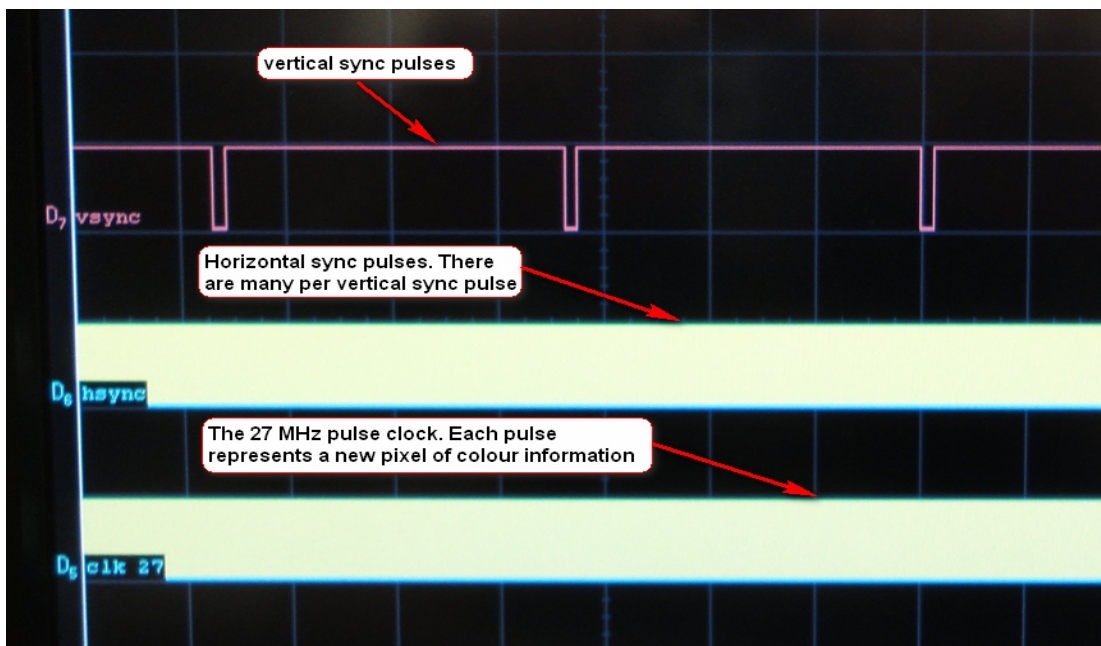 vertical sync pulses
D7 vsync
Horizontal sync pulses. There
are many per vertical sync pulse
D6 hsync
The 27 MHz pulse clock. Each pulse
represents a new pixel of colour information
D5 clk 27